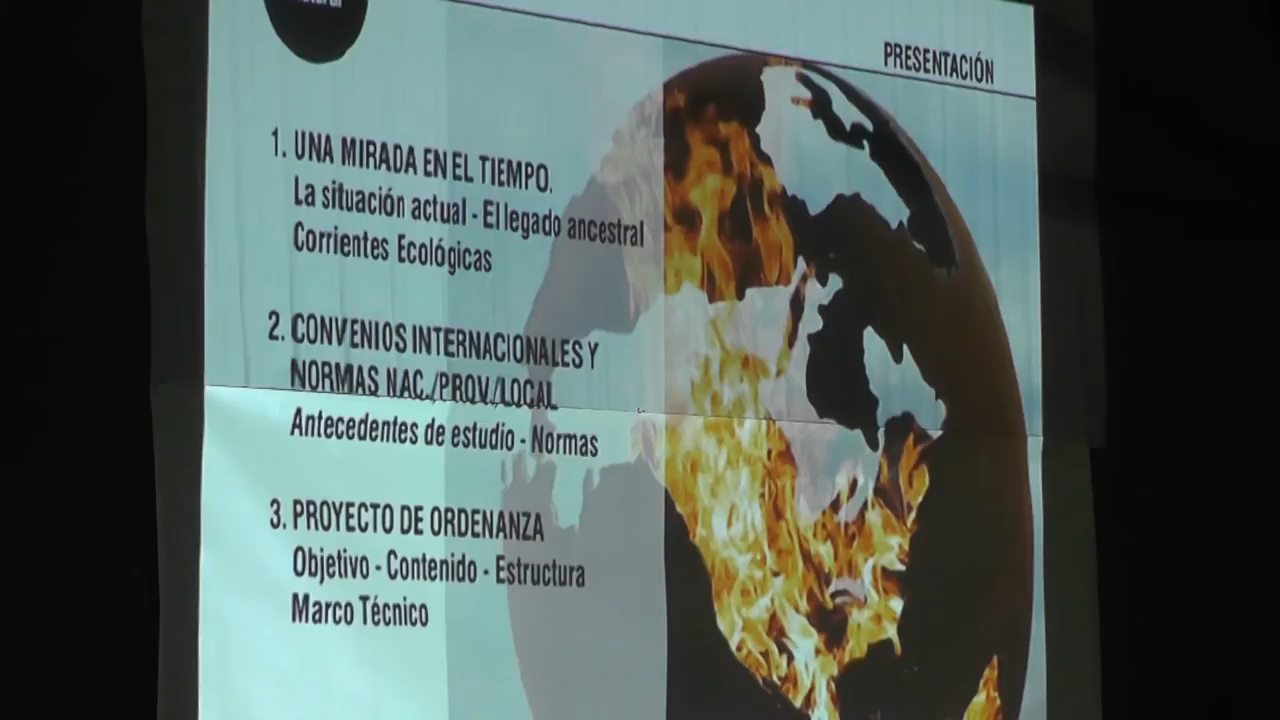 PRESENTACIÓN
1. UNA MIRADA EN EL TIEMPO.
La situación actual - El legado ancestral
Corrientes Ecológicas
2. CONVENIOS INTERNACIONALES Y
NORMAS NAC./PROV./LOCAL
Antecedentes de estudio - Normas
3. PROYECTO DE ORDENANZA
Objetivo - Contenido - Estructura
Marco Técnico